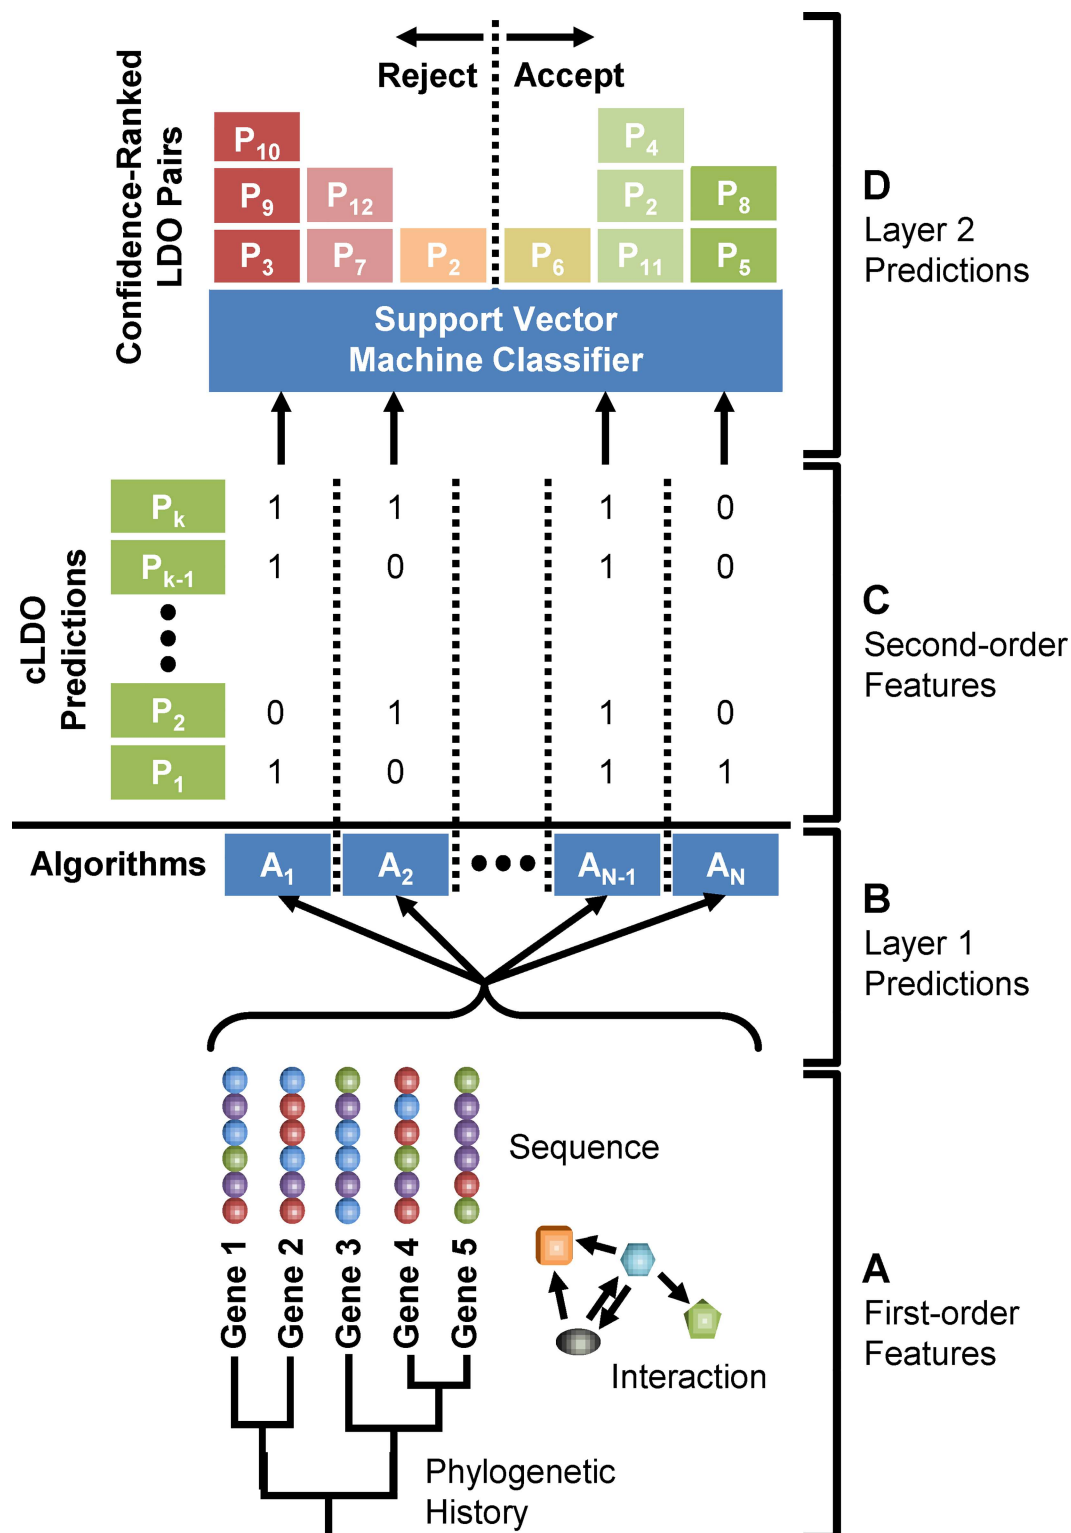 Reject Accept
Confidence-Ranked
LDO Pairs
P10 P4
P9 P12 P2 P8
P3 P7 P2 P6 P11 P5
Support Vector
Machine Classifier
D
Layer 2
Predictions
cLDO
Predictions
Pk 1 1 1 0
Pk-1 1 0 1 0
P2 0 1 1 0
P1 1 0 1 1
C
Second-order
Features
Algorithms A1 A2 AN-1 AN
B
Layer 1
Predictions
Sequence
Gene 1
Gene 2
Gene 3
Gene 4
Gene 5
Interaction
Phylogenetic
History
A
First-order
Features